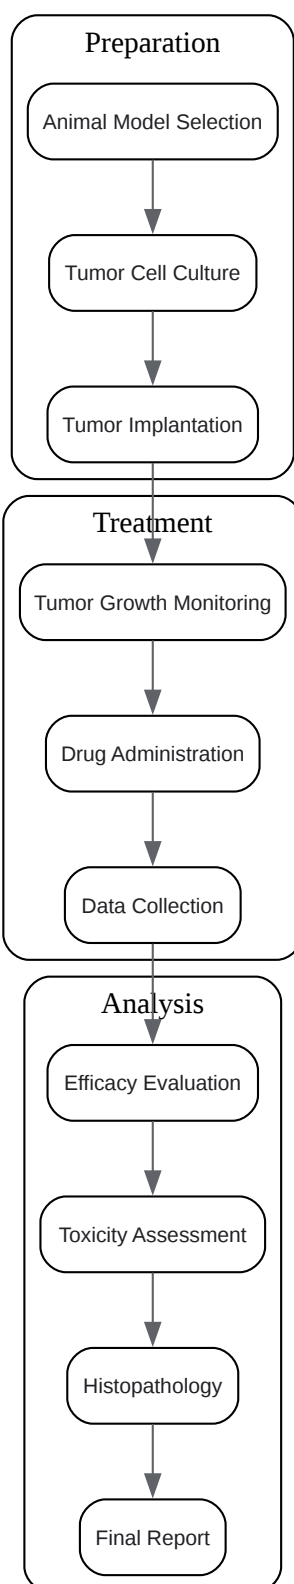 Preparation
Animal Model Selection
Tumor Cell Culture
Tumor Implantation
Treatment
Tumor Growth Monitoring
Drug Administration
Data Collection
Analysis
Efficacy Evaluation
Toxicity Assessment
Histopathology
Final Report